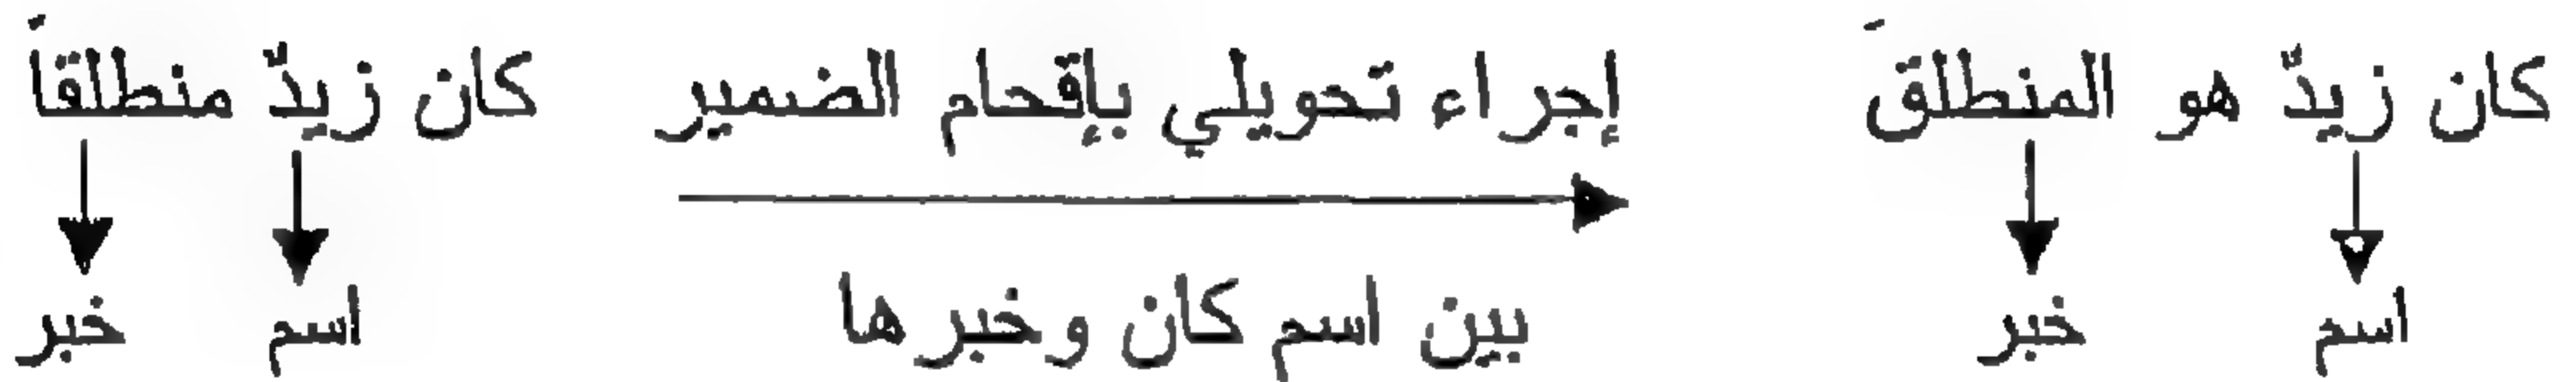 كان زيدٌ هو المنطلقَ إجراء تحويلي بإقحام الضمير كان زيدٌ منطلقاً
بين اسم كان وخبرها
اسم خبر اسم خبر